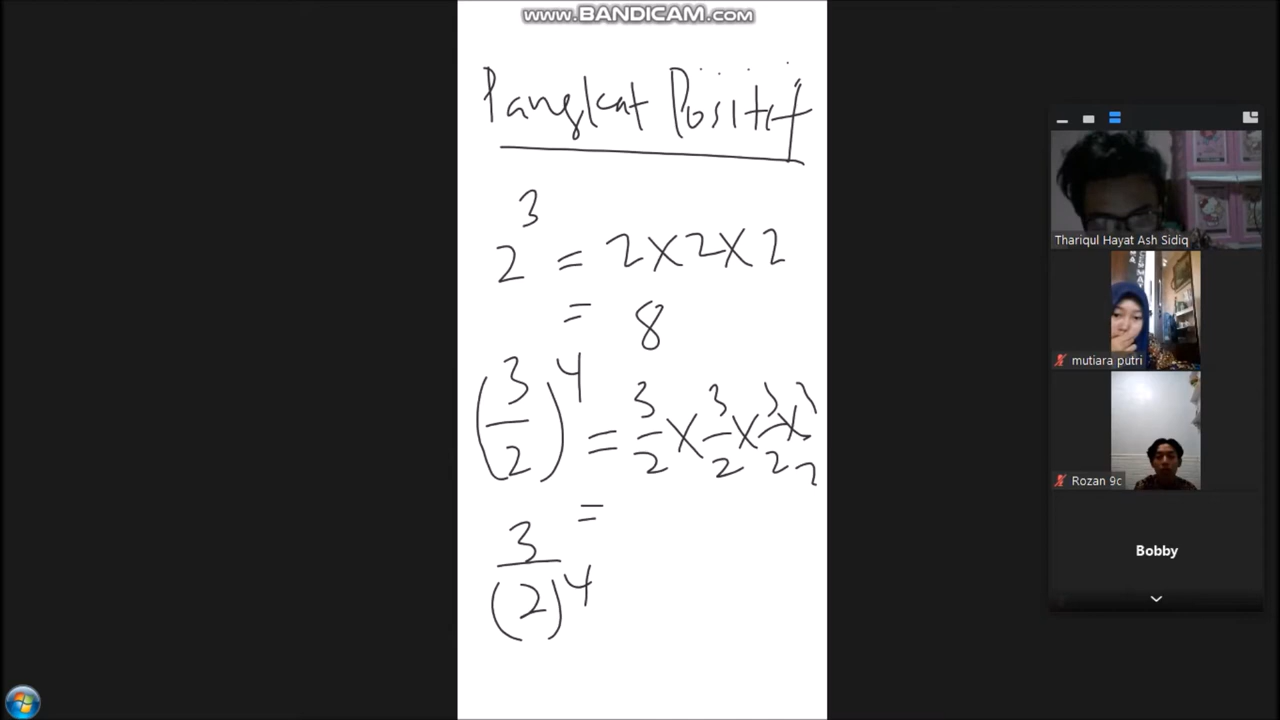 www.BANDICAM.com
Pangkat Positif
2³ = 2 × 2 × 2
= 8
(3/2)⁴ = 3/2 × 3/2 × 3/2 × 3/2
=
3/(2)⁴
Thariqul Hayat Ash Sidiq
mutiara putri
Rozan 9c
Bobby